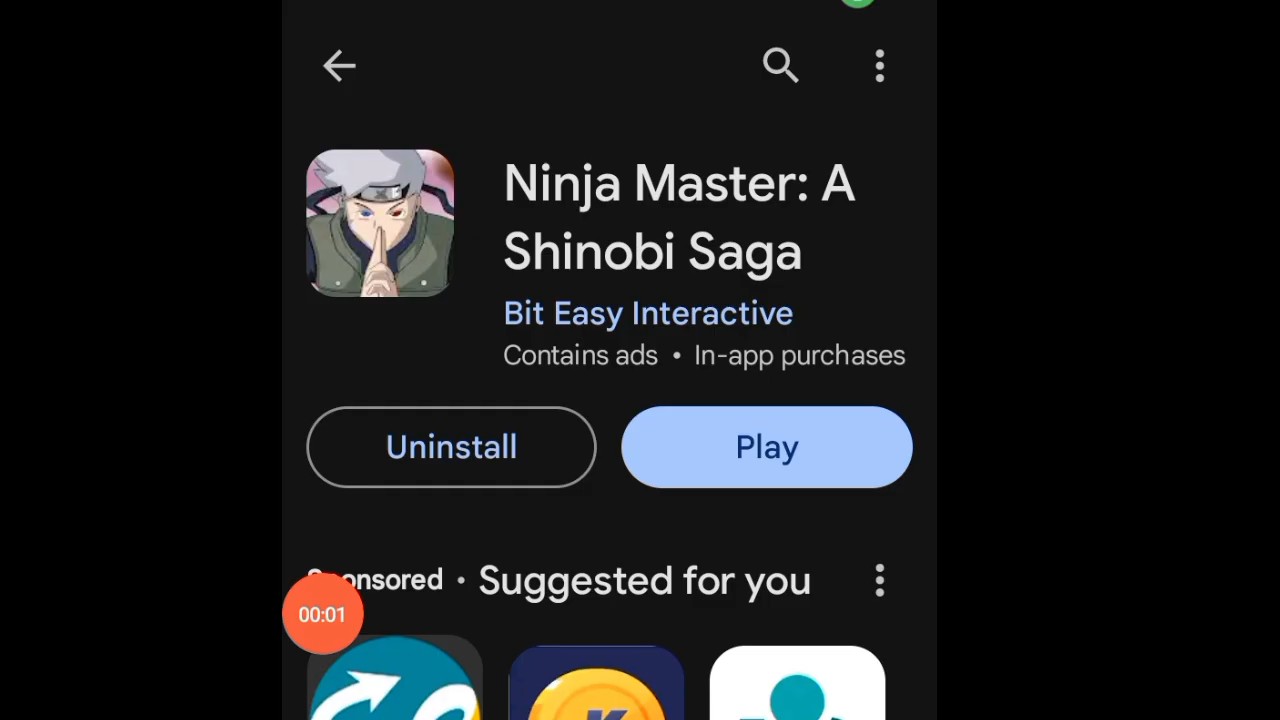 Ninja Master: A
Shinobi Saga
Bit Easy Interactive
Contains ads • In-app purchases
Uninstall
Play
Sponsored • Suggested for you
00:01
K